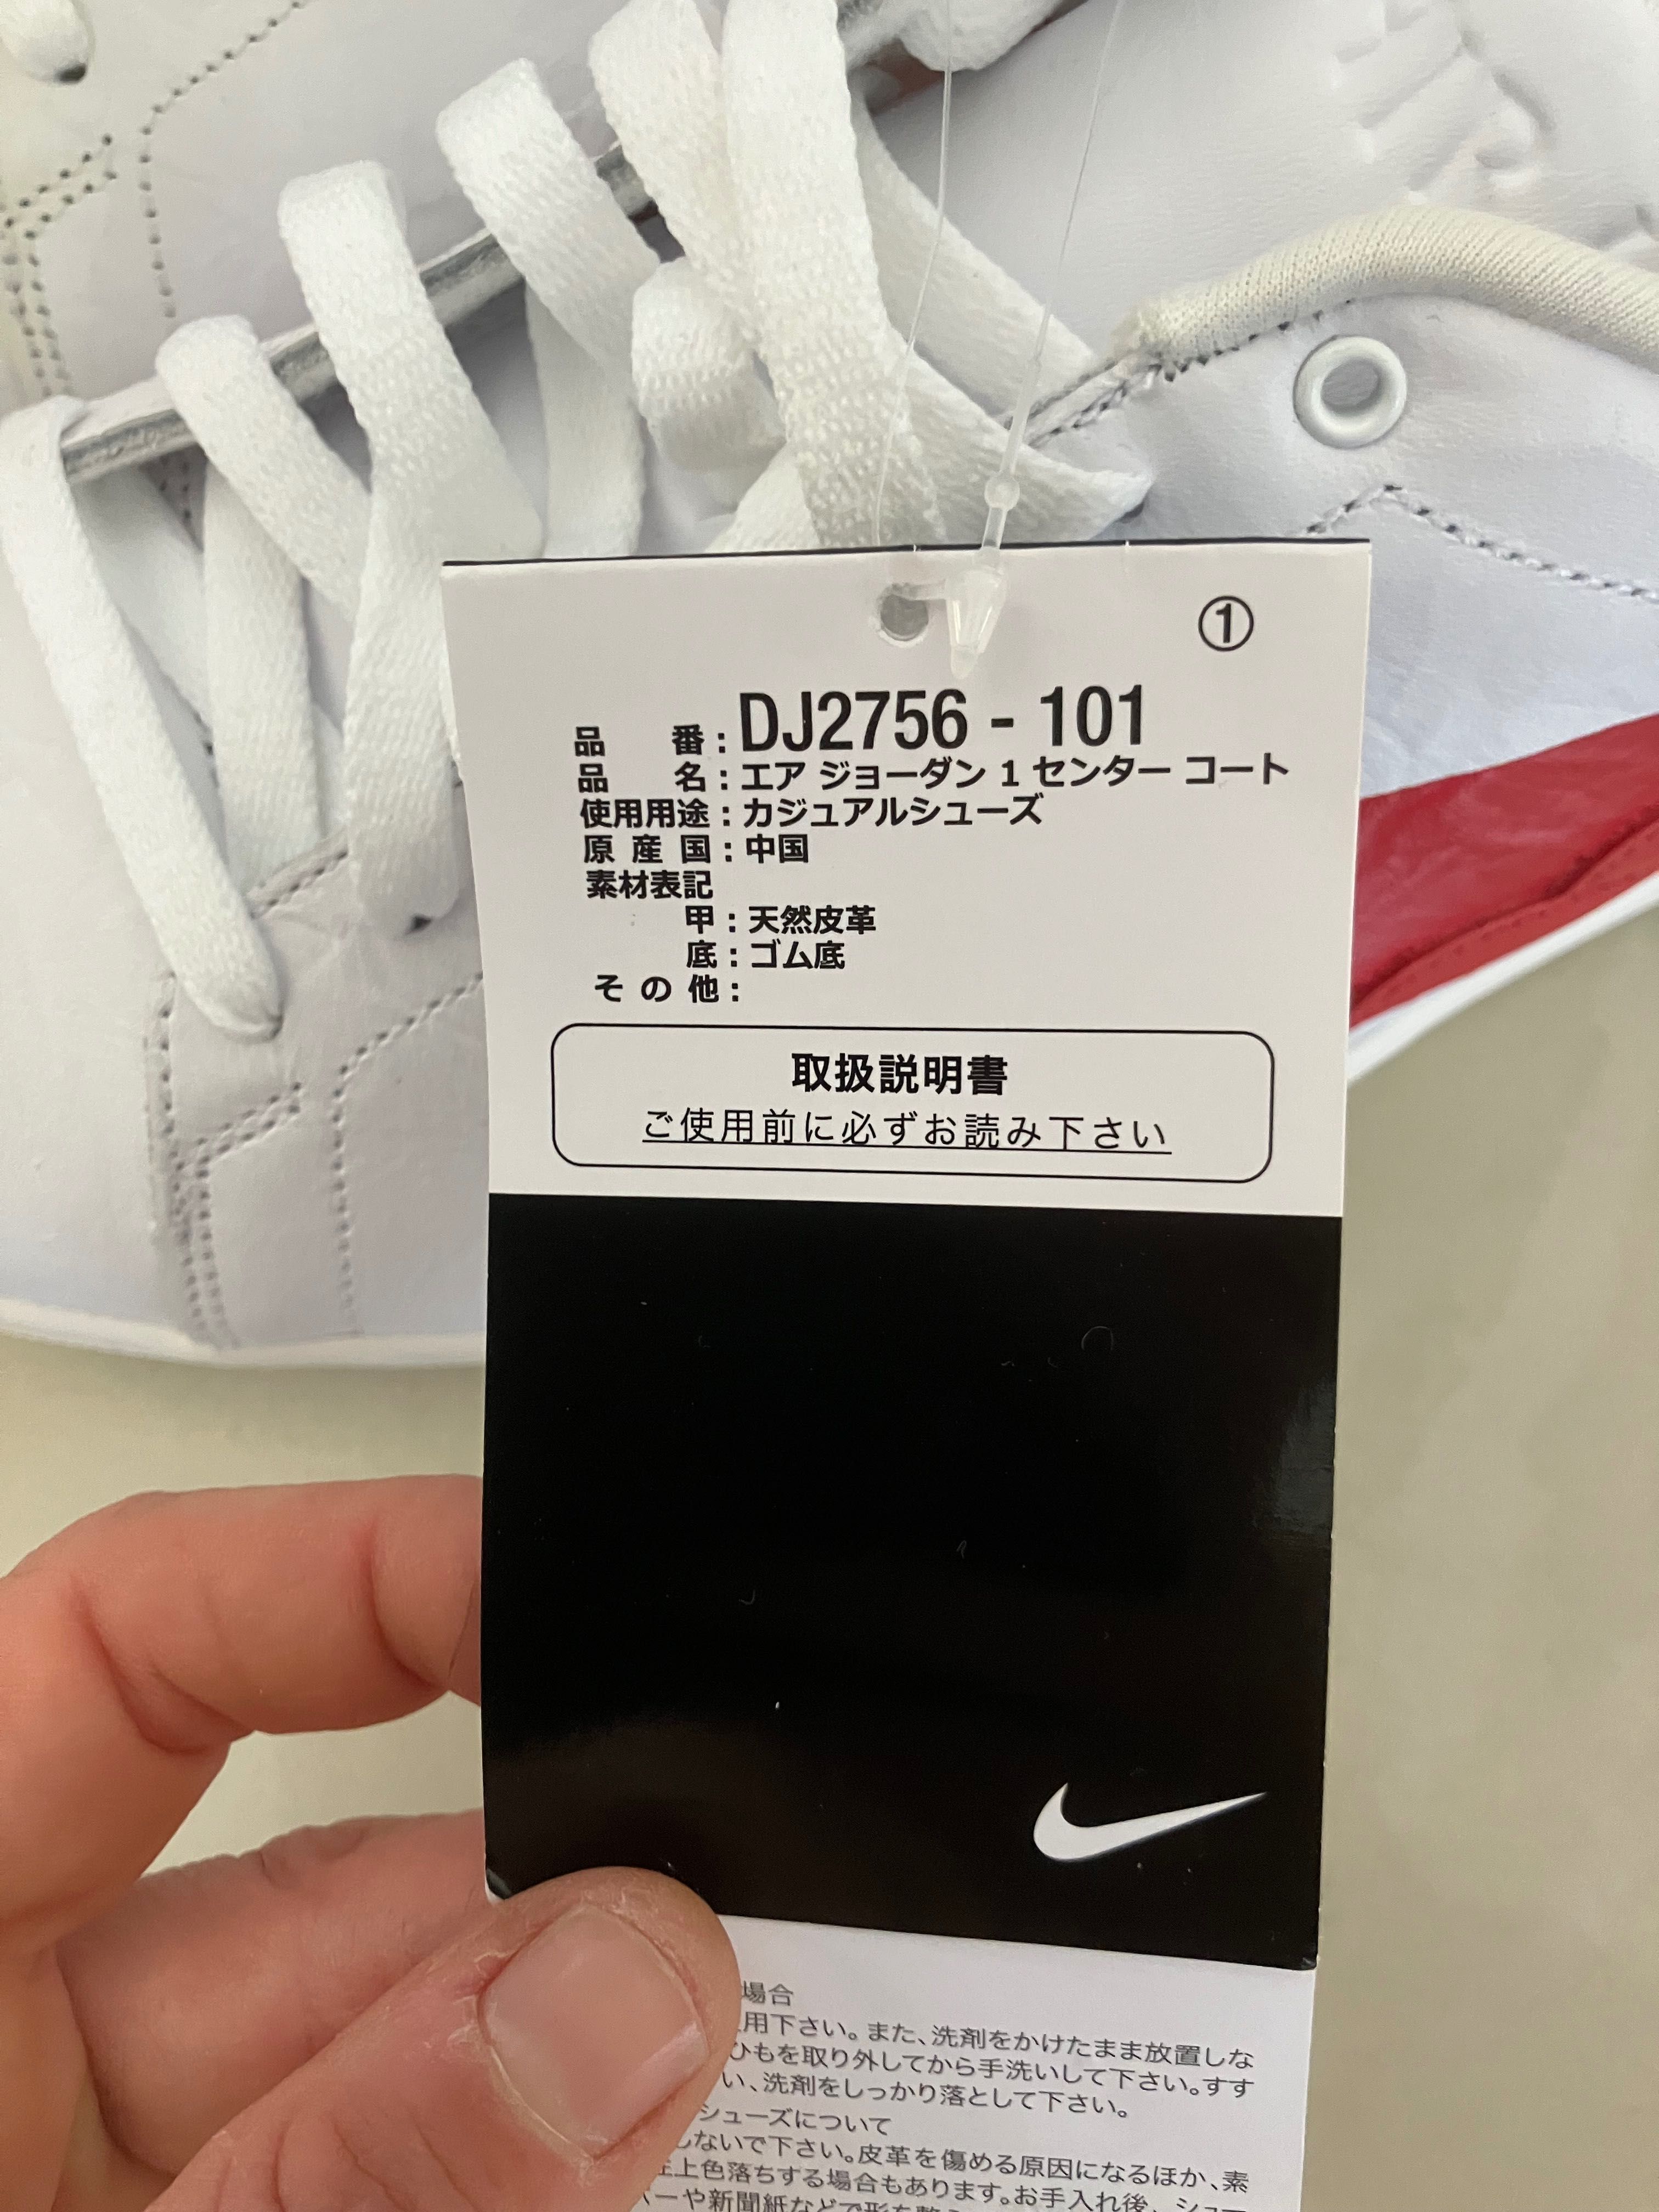 ①
品番：DJ2756 - 101
品名：エア ジョーダン 1 センター コート
使用用途：カジュアルシューズ
原産国：中国
素材表記
甲：天然皮革
底：ゴム底
その他：
取扱説明書
ご使用前に必ずお読み下さい
場合
用下さい。また、洗剤をかけたまま放置しな
ひもを取り外してから手洗いして下さい。すす
い、洗剤をしっかり落として下さい。
シューズについて
しないで下さい。皮革を傷める原因になるほか、素
上色落ちする場合もあります。お手入れ後、シュー
ーや新聞紙などで形を整え